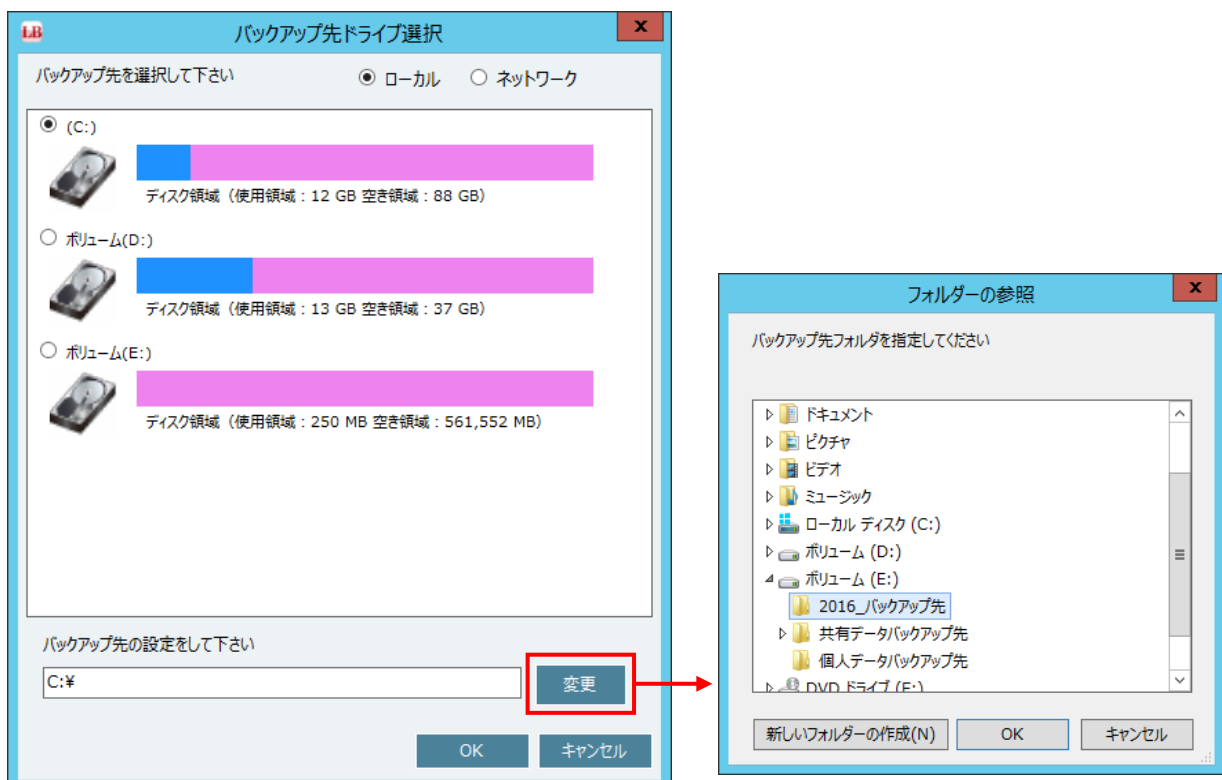 LB
バックアップ先ドライブ選択
x
バックアップ先を選択して下さい
ローカル
ネットワーク
(C:)
ディスク領域（使用領域：12 GB 空き領域：88 GB）
ボリューム(D:)
ディスク領域（使用領域：13 GB 空き領域：37 GB）
ボリューム(E:)
ディスク領域（使用領域：250 MB 空き領域：561,552 MB）
バックアップ先の設定をして下さい
C:¥
変更
OK
キャンセル
フォルダーの参照
x
バックアップ先フォルダを指定してください
ドキュメント
ピクチャ
ビデオ
ミュージック
ローカル ディスク (C:)
ボリューム (D:)
ボリューム (E:)
2016_バックアップ先
共有データバックアップ先
個人データバックアップ先
DVD ドライブ (F:)
新しいフォルダーの作成(N)
OK
キャンセル